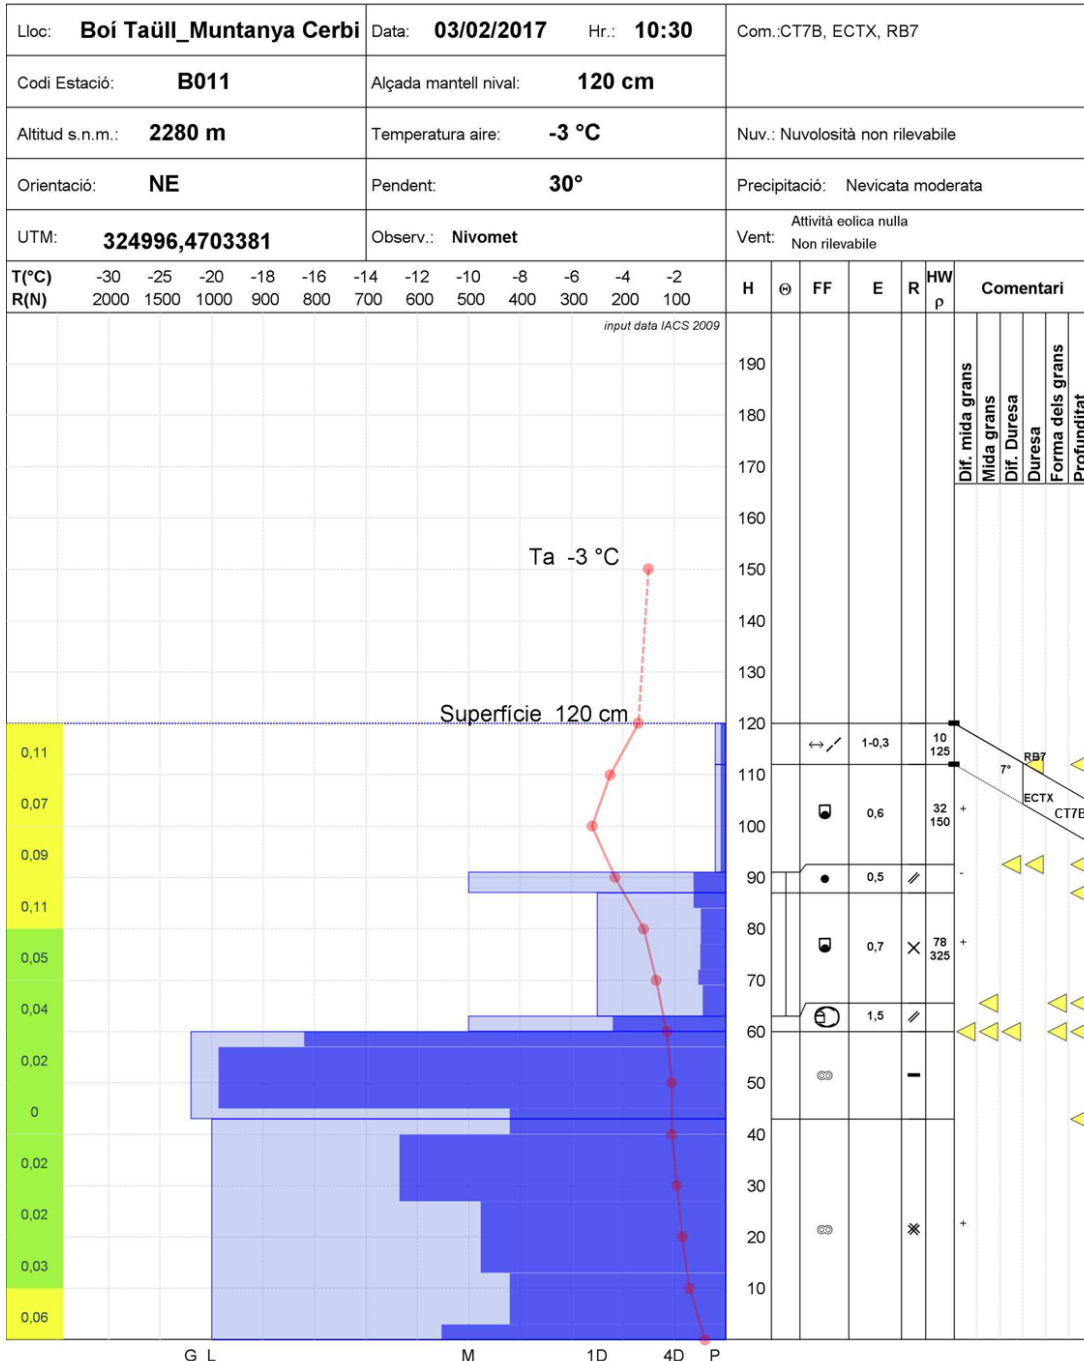 Lloc: Boí Taüll_Muntanya Cerbi Data: 03/02/2017 Hr.: 10:30 Com.:CT7B, ECTX, RB7
Codi Estació: B011 Alçada mantell nival: 120 cm
Altitud s.n.m.: 2280 m Temperatura aire: -3 °C Nuv.: Nuvolosità non rilevabile
Orientació: NE Pendent: 30° Precipitació: Nevicata moderata
UTM: 324996,4703381 Observ.: Nivomet Vent: Attività eolica nulla
Non rilevabile
T(°C) -30 -25 -20 -18 -16 -14 -12 -10 -8 -6 -4 -2
R(N) 2000 1500 1000 900 800 700 600 500 400 300 200 100
H Θ FF E R HW ρ Comentari
input data IACS 2009
Dif. mida grans
Mida grans
Dif. Duresa
Duresa
Forma dels grans
Profunditat
190
180
170
160
Ta -3 °C
150
140
130
Superfície 120 cm
120
0,11 1-0,3 10
125
RB7
7°
110
0,07 ECTX
0,6 32 +
150 CT7B
100
0,09
90 0,5 -
0,11
80
0,05 0,7 78 +
325
70
0,04 1,5
60
0,02
50
0
40
0,02
30
0,02
20 +
0,03
10
0,06
G L M 1D 4D P